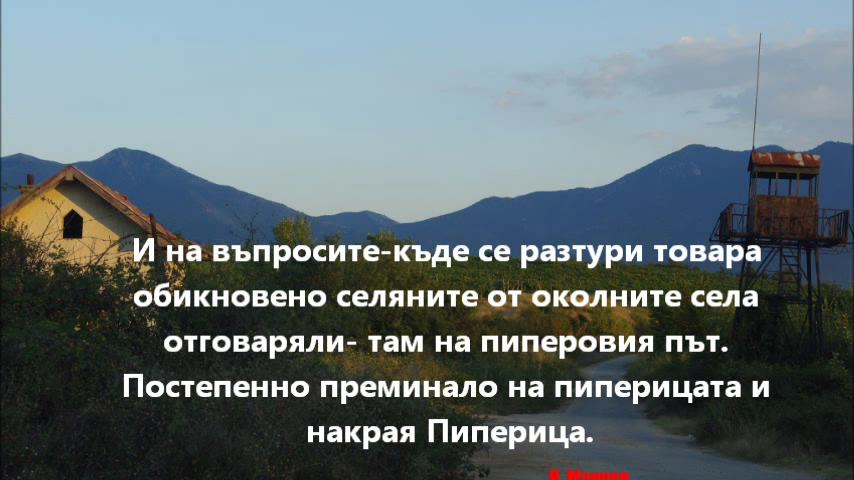 И на въпросите-къде се разтури товара
обикновено селяните от околните села
отговаряли- там на пиперовия път.
Постепенно преминало на пиперицата и
накрая Пиперица.